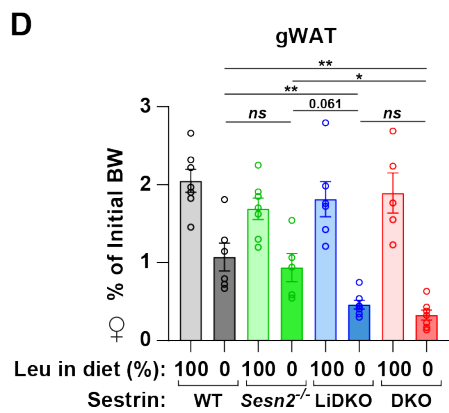 D
gWAT
**
*
**
0.061
ns
ns
3
2
1
0
♀ % of Initial BW
Leu in diet (%): 100 0 100 0 100 0 100 0
Sestrin: WT Sesn2⁻/⁻ LiDKO DKO